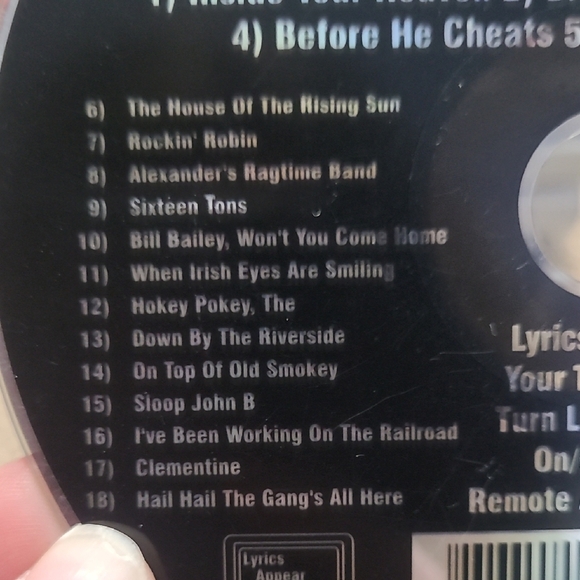 4) Before He Cheats 5
6) The House Of The Rising Sun
7) Rockin' Robin
8) Alexander's Ragtime Band
9) Sixteen Tons
10) Bill Bailey, Won't You Come Home
11) When Irish Eyes Are Smiling
12) Hokey Pokey, The
13) Down By The Riverside
14) On Top Of Old Smokey
15) Sloop John B
16) I've Been Working On The Railroad
17) Clementine
18) Hail Hail The Gang's All Here
Lyrics
Your
Turn
On/
Remote
Lyrics
Appear